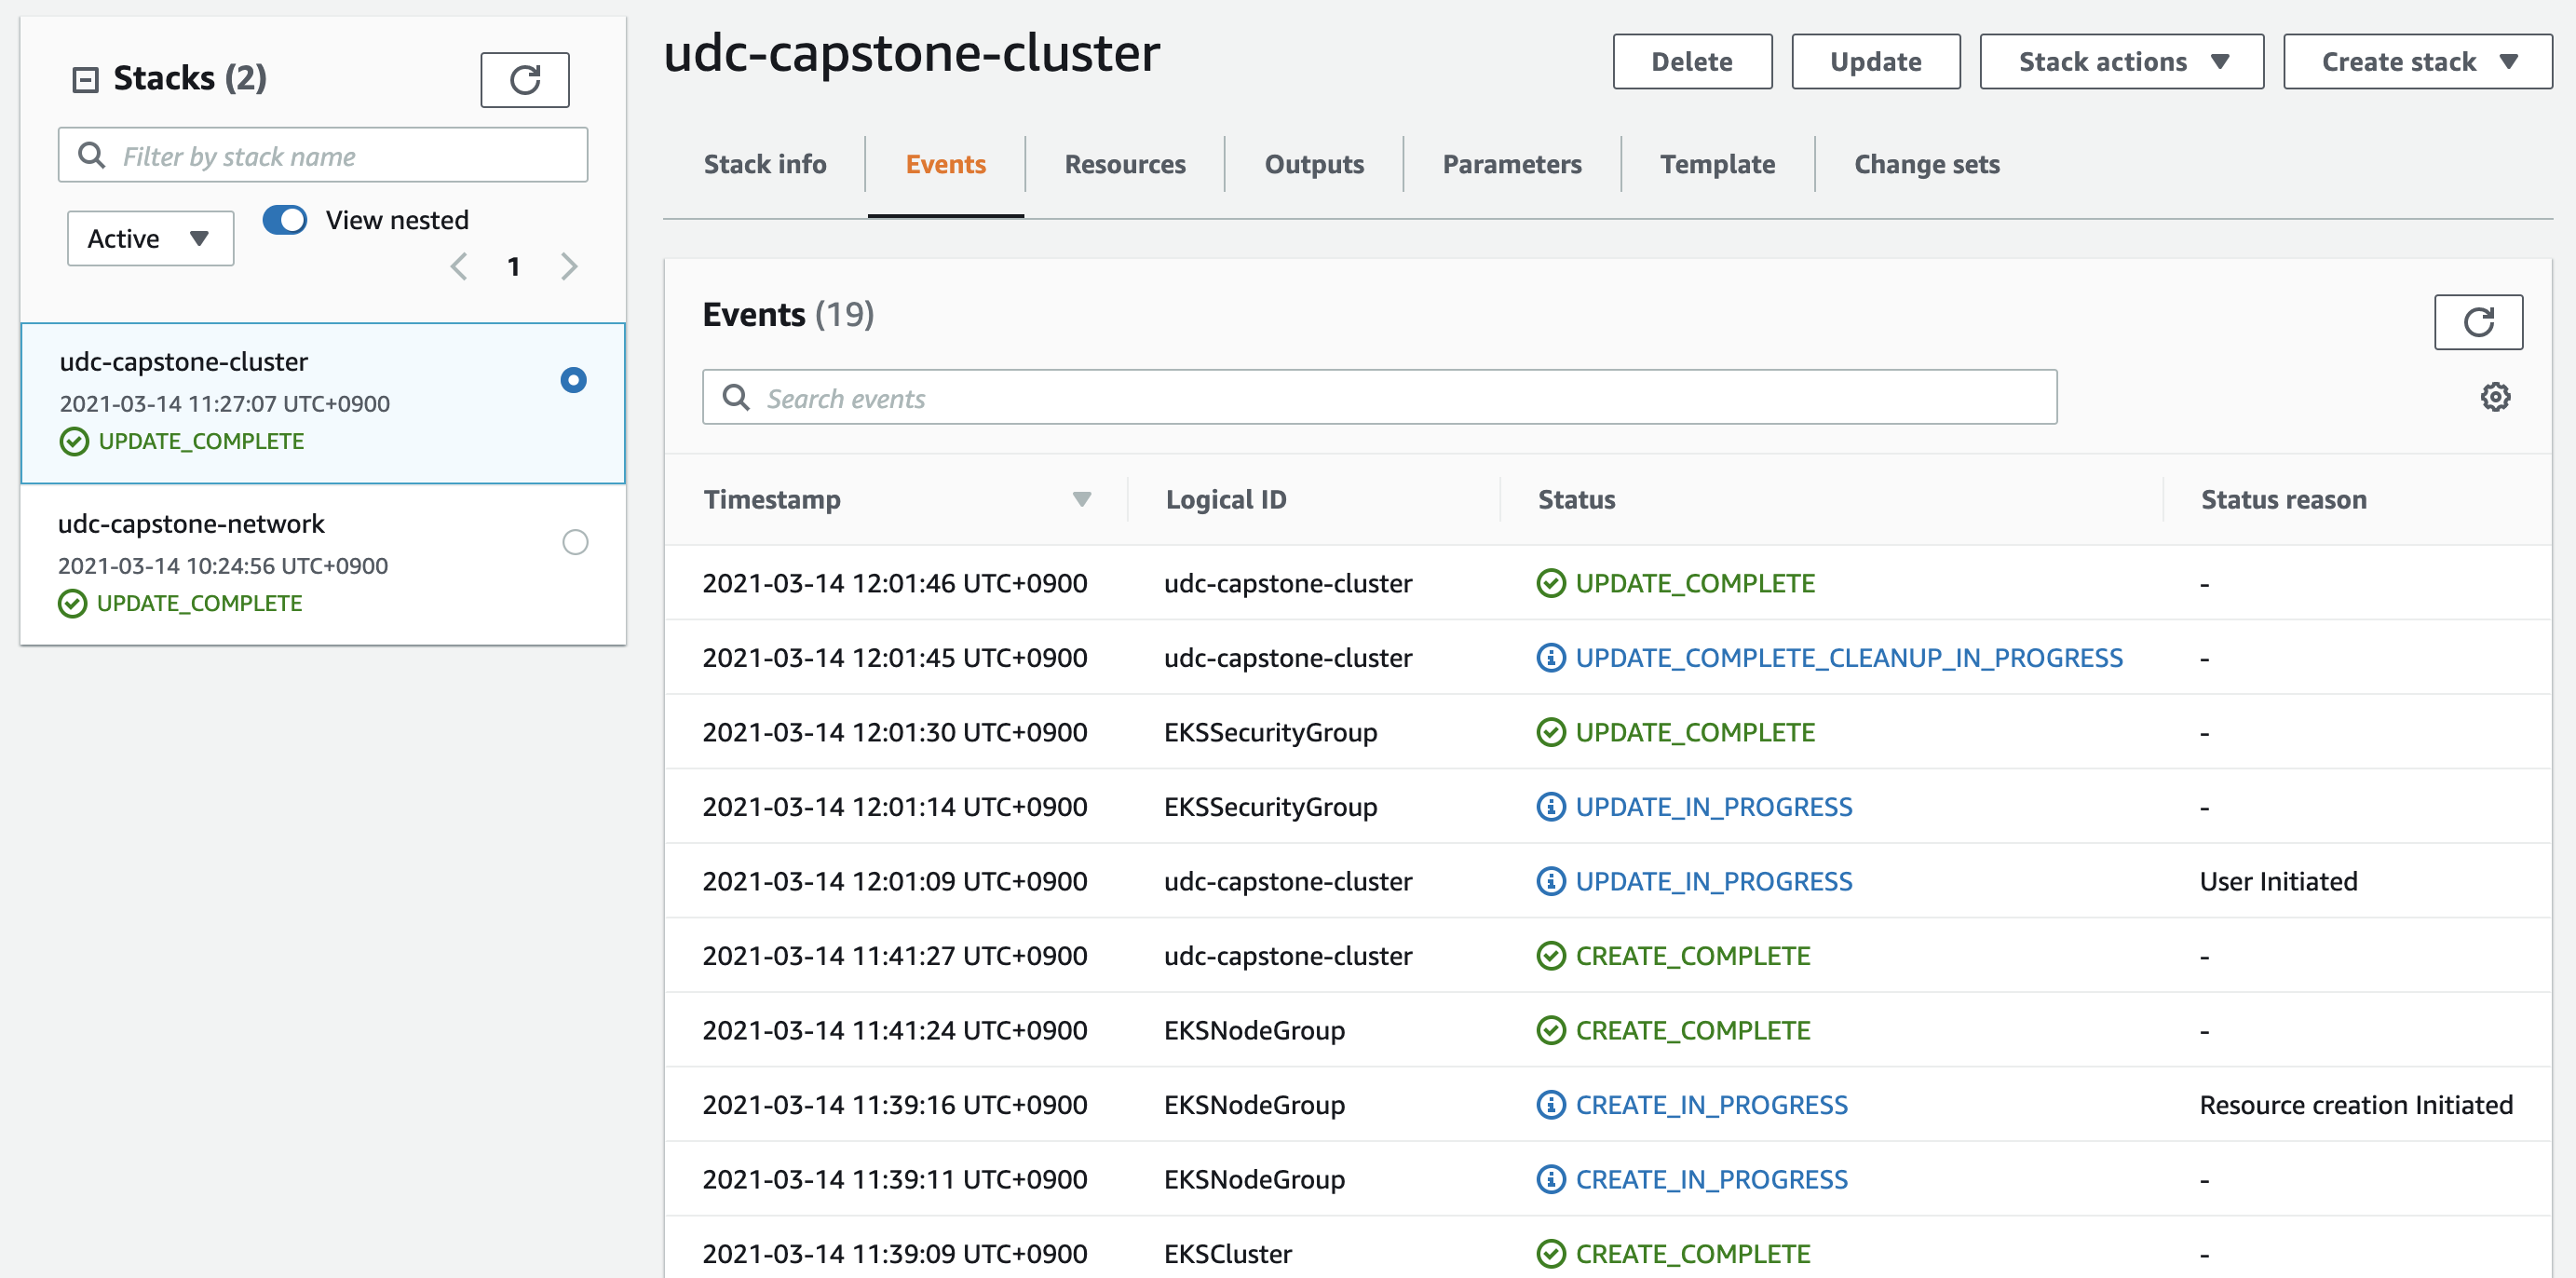 Stacks (2)
Filter by stack name
Active
View nested
1
udc-capstone-cluster
2021-03-14 11:27:07 UTC+0900
UPDATE_COMPLETE
udc-capstone-network
2021-03-14 10:24:56 UTC+0900
UPDATE_COMPLETE
udc-capstone-cluster
Delete Update Stack actions Create stack
Stack info Events Resources Outputs Parameters Template Change sets
Events (19)
Search events
Timestamp Logical ID Status Status reason
2021-03-14 12:01:46 UTC+0900 udc-capstone-cluster UPDATE_COMPLETE -
2021-03-14 12:01:45 UTC+0900 udc-capstone-cluster UPDATE_COMPLETE_CLEANUP_IN_PROGRESS -
2021-03-14 12:01:30 UTC+0900 EKSSecurityGroup UPDATE_COMPLETE -
2021-03-14 12:01:14 UTC+0900 EKSSecurityGroup UPDATE_IN_PROGRESS -
2021-03-14 12:01:09 UTC+0900 udc-capstone-cluster UPDATE_IN_PROGRESS User Initiated
2021-03-14 11:41:27 UTC+0900 udc-capstone-cluster CREATE_COMPLETE -
2021-03-14 11:41:24 UTC+0900 EKSNodeGroup CREATE_COMPLETE -
2021-03-14 11:39:16 UTC+0900 EKSNodeGroup CREATE_IN_PROGRESS Resource creation Initiated
2021-03-14 11:39:11 UTC+0900 EKSNodeGroup CREATE_IN_PROGRESS -
2021-03-14 11:39:09 UTC+0900 EKSCluster CREATE_COMPLETE -